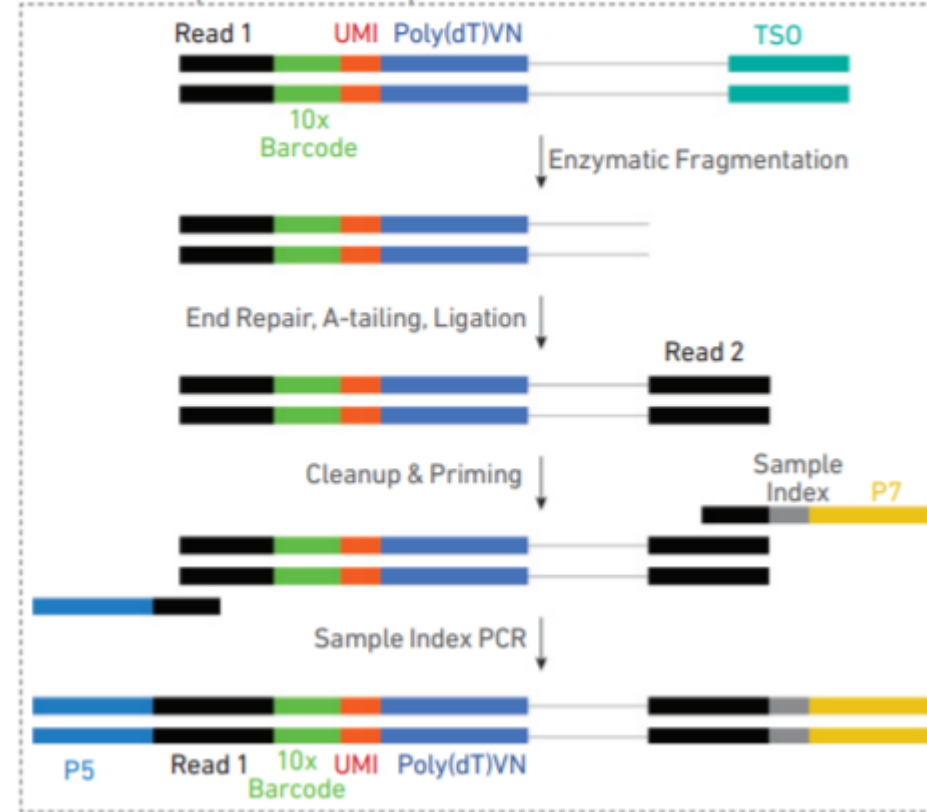 Read 1 UMI Poly(dT)VN TSO
10x
Barcode
Enzymatic Fragmentation
End Repair, A-tailing, Ligation
Read 2
Cleanup & Priming
Sample
Index P7
Sample Index PCR
P5 Read 1 10x UMI Poly(dT)VN
Barcode